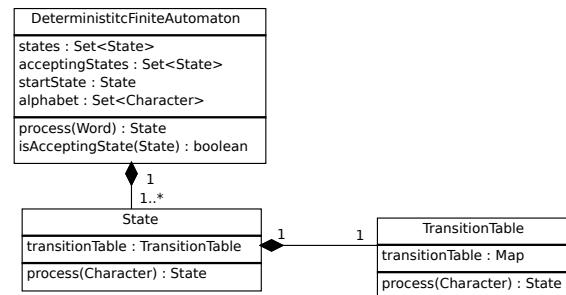 DeterministitcFiniteAutomaton
states : Set<State>
acceptingStates : Set<State>
startState : State
alphabet : Set<Character>
process(Word) : State
isAcceptingState(State) : boolean
1
1..*
State
transitionTable : TransitionTable
process(Character) : State
1
1
TransitionTable
transitionTable : Map
process(Character) : State